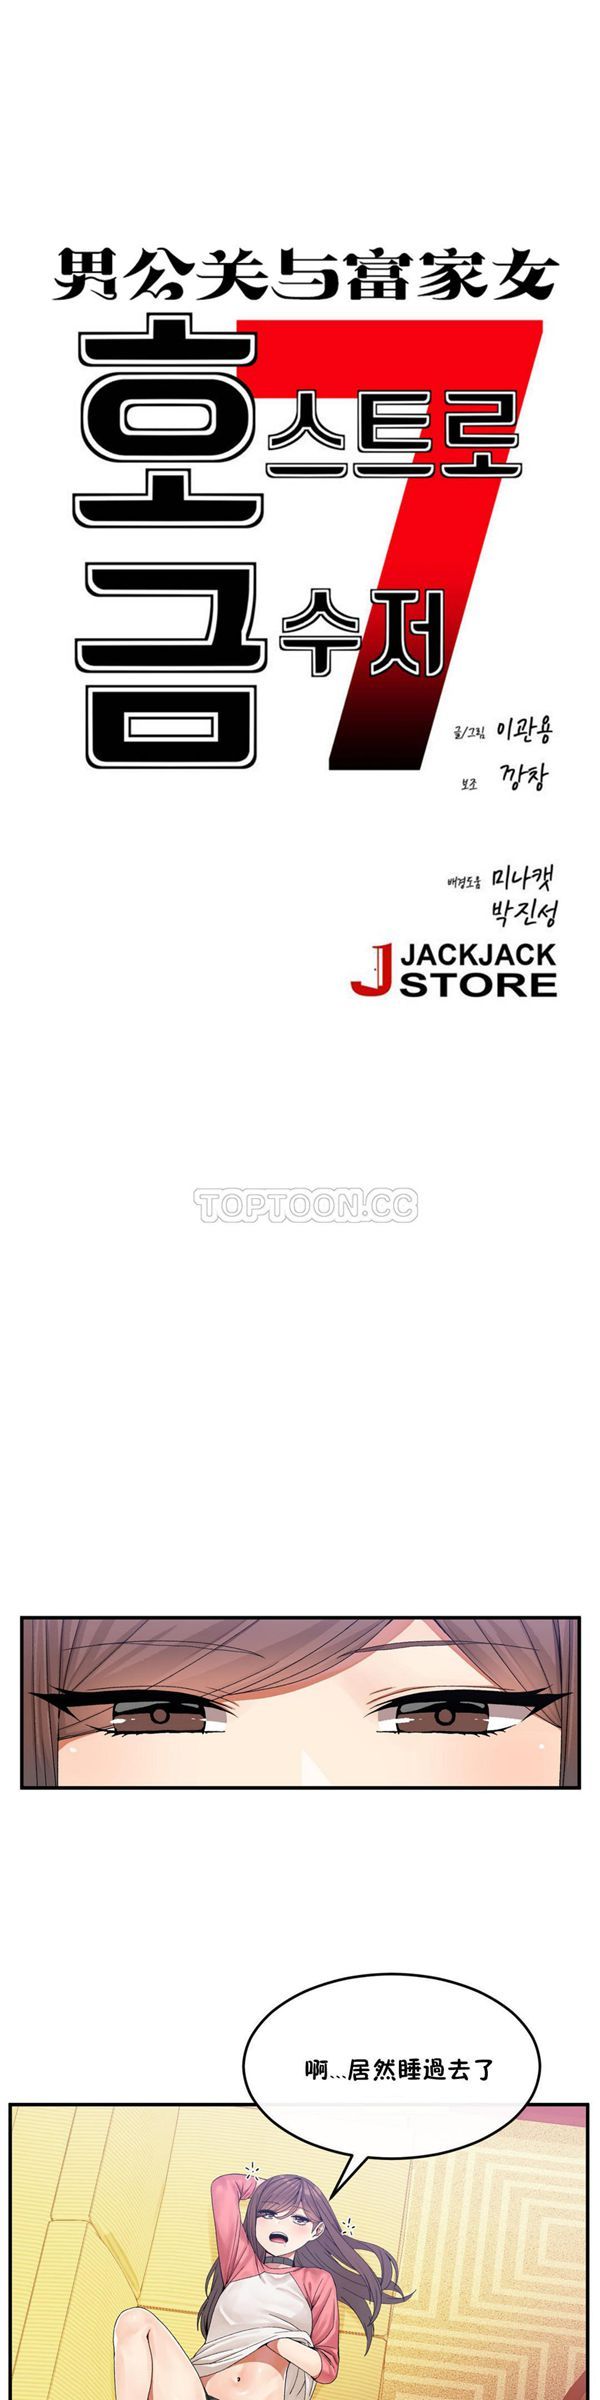 男公关与富家女
호스트로
금수저
7
글/그림 이관용
보조 깡창
배경도움 미나캣
박진성
J JACKJACK
STORE
TOPTOON.CC
啊...居然睡過去了